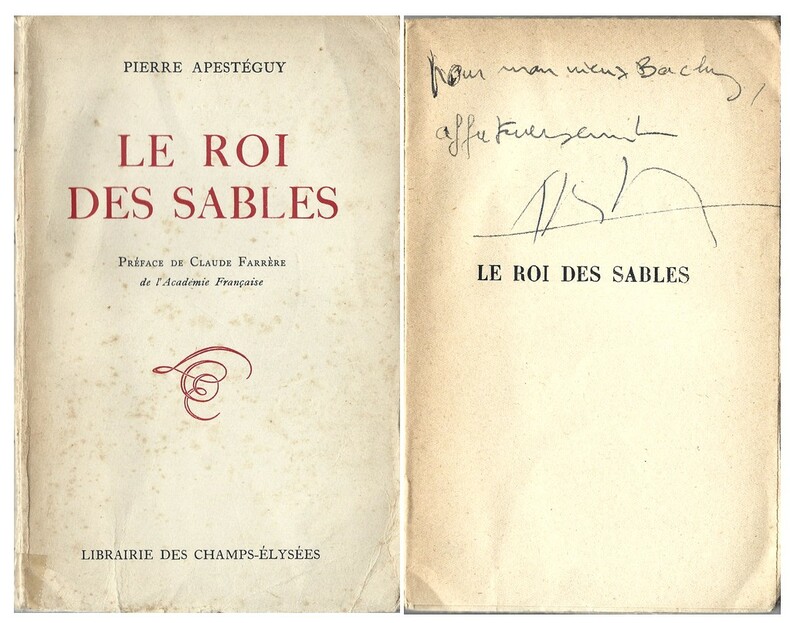 PIERRE APESTÉGUY
LE ROI
DES SABLES
PRÉFACE DE CLAUDE FARRÈRE
de l'Académie Française
LIBRAIRIE DES CHAMPS-ÉLYSÉES
Pour mon vieux
affectueusement
LE ROI DES SABLES